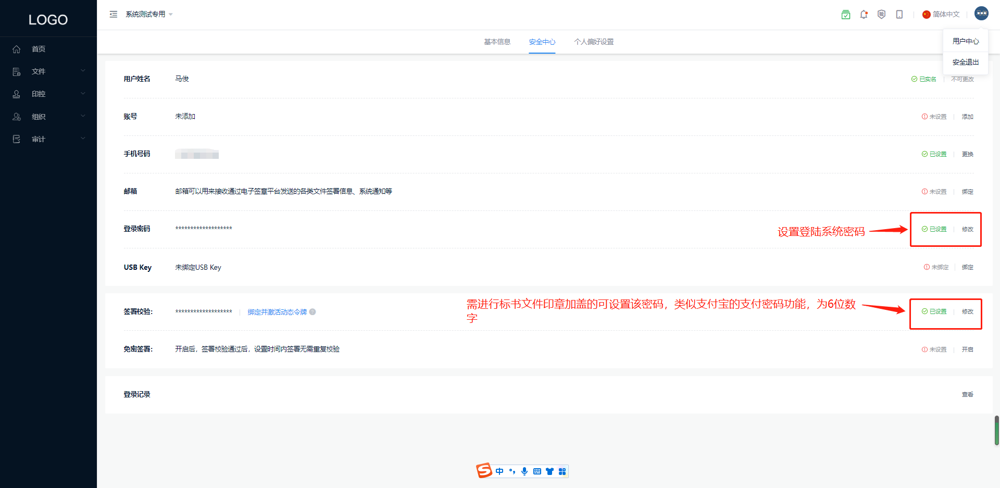 LOGO
系统测试专用
简体中文
首页
文件
印控
组织
审计
基本信息
安全中心
个人偏好设置
用户中心
安全退出
用户姓名 马俊 已实名 不可更改
账号 未添加 未设置 添加
手机号码 已设置 更换
邮箱 邮箱可以用来接收通过电子签章平台发送的各类文件签署信息、系统通知等 未设置 绑定
登录密码 ******************* 设置登陆系统密码 已设置 修改
USB Key 未绑定USB Key 未绑定 绑定
需进行标书文件印章加盖的可设置该密码，类似支付宝的支付密码功能，为6位数
字
签署校验： ******************* 绑定并激活动态令牌 ? 已设置 修改
免密签署： 开启后，签署校验通过后，设置时间内签署无需重复校验 未设置 开启
登录记录 查看
S 中 °,